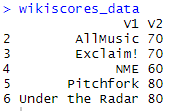 > wikiscores_data
V1 V2
2 AllMusic 70
3 Exclaim! 70
4 NME 60
5 Pitchfork 80
6 Under the Radar 80